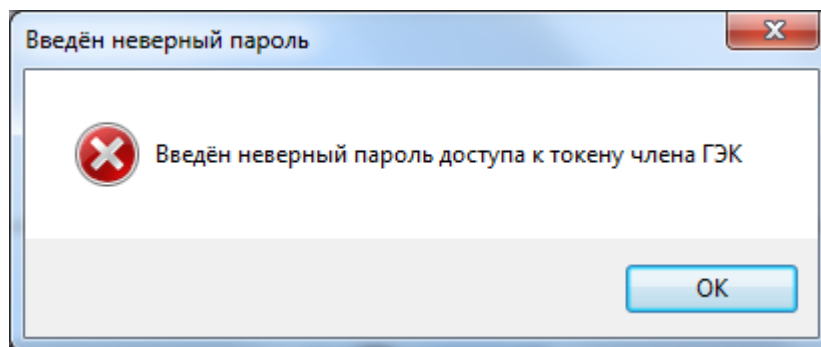 Введён неверный пароль
Введён неверный пароль доступа к токену члена ГЭК
OK